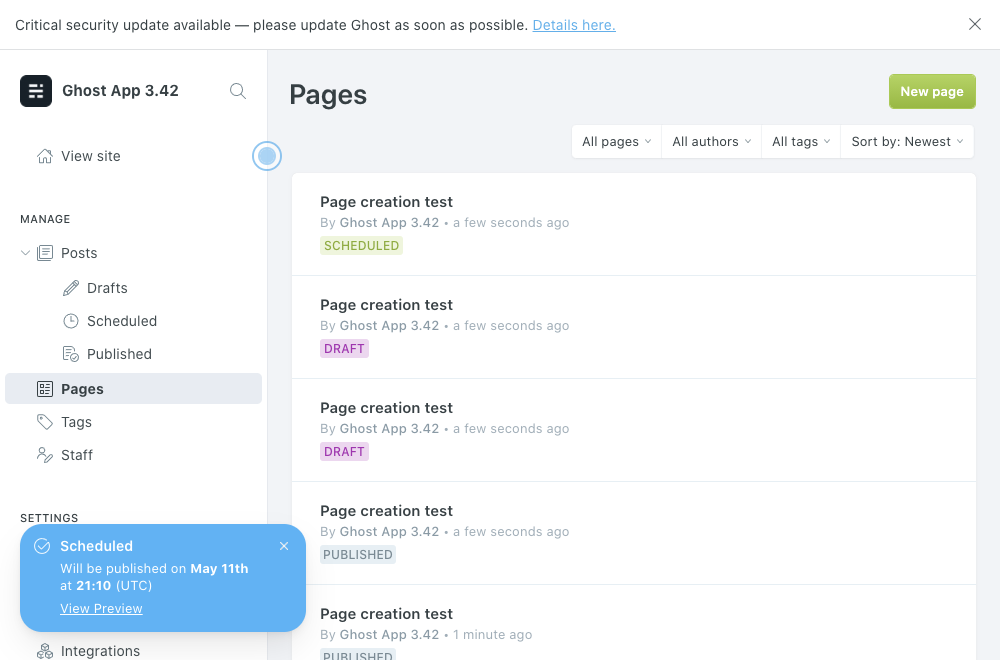 Critical security update available — please update Ghost as soon as possible. Details here.
Ghost App 3.42
View site
MANAGE
Posts
Drafts
Scheduled
Published
Pages
Tags
Staff
SETTINGS
Scheduled
Will be published on May 11th
at 21:10 (UTC)
View Preview
Integrations
Pages
New page
All pages
All authors
All tags
Sort by: Newest
Page creation test
By Ghost App 3.42 • a few seconds ago
SCHEDULED
Page creation test
By Ghost App 3.42 • a few seconds ago
DRAFT
Page creation test
By Ghost App 3.42 • a few seconds ago
DRAFT
Page creation test
By Ghost App 3.42 • a few seconds ago
PUBLISHED
Page creation test
By Ghost App 3.42 • 1 minute ago
PUBLISHED